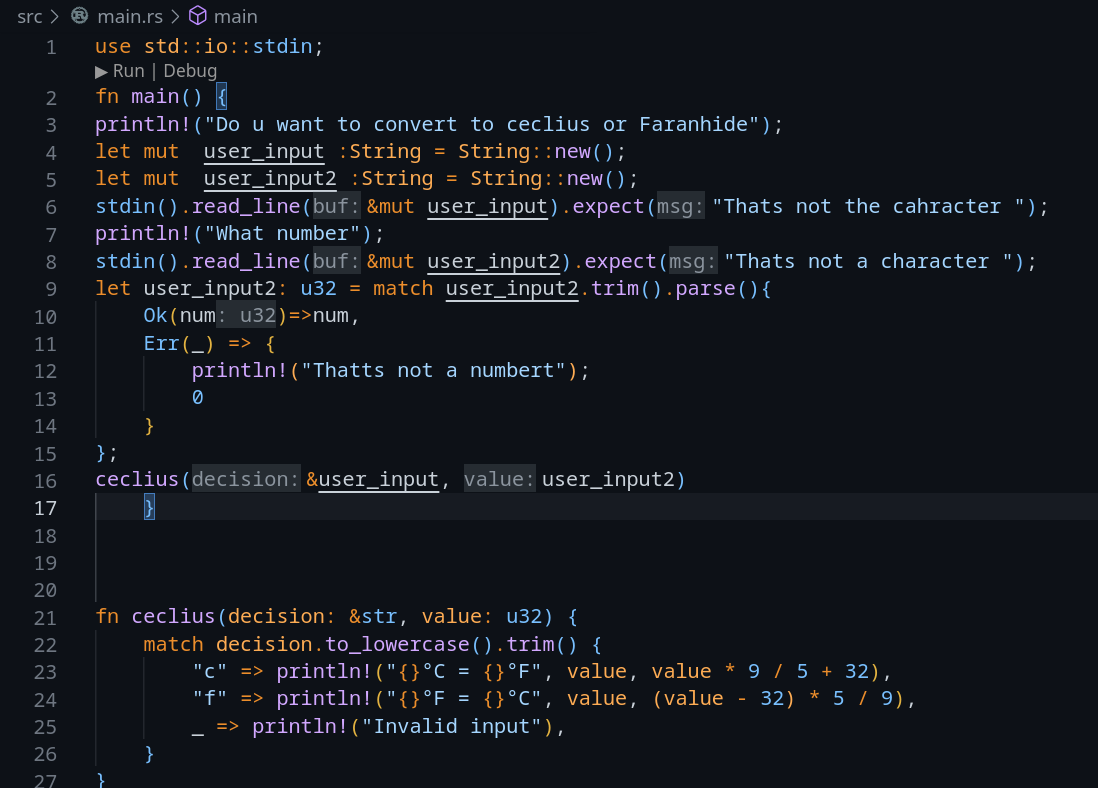 src > main.rs > main
1 use std::io::stdin;
▶ Run | Debug
2 fn main() {
3 println!("Do u want to convert to ceclius or Faranhide");
4 let mut  user_input :String = String::new();
5 let mut  user_input2 :String = String::new();
6 stdin().read_line(buf: &mut user_input).expect(msg: "Thats not the cahracter ");
7 println!("What number");
8 stdin().read_line(buf: &mut user_input2).expect(msg: "Thats not a character ");
9 let user_input2: u32 = match user_input2.trim().parse(){
10     Ok(num: u32)=>num,
11     Err(_) => {
12         println!("Thatts not a numbert");
13         0
14     }
15 };
16 ceclius(decision: &user_input, value: user_input2)
17     }
18
19
20
21 fn ceclius(decision: &str, value: u32) {
22     match decision.to_lowercase().trim() {
23         "c" => println!("{}°C = {}°F", value, value * 9 / 5 + 32),
24         "f" => println!("{}°F = {}°C", value, (value - 32) * 5 / 9),
25         _ => println!("Invalid input"),
26     }
27 }